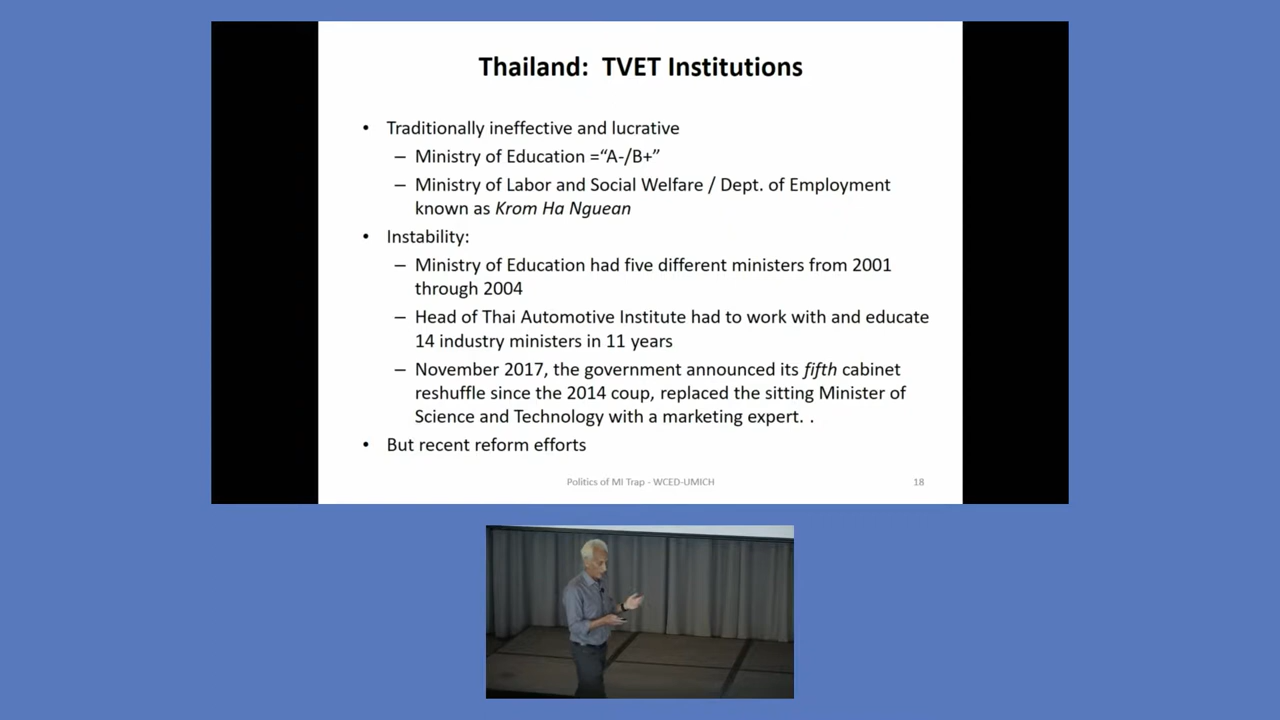 Thailand:  TVET Institutions
• Traditionally ineffective and lucrative
– Ministry of Education =“A-/B+”
– Ministry of Labor and Social Welfare / Dept. of Employment
known as Krom Ha Nguean
• Instability:
– Ministry of Education had five different ministers from 2001
through 2004
– Head of Thai Automotive Institute had to work with and educate
14 industry ministers in 11 years
– November 2017, the government announced its fifth cabinet
reshuffle since the 2014 coup, replaced the sitting Minister of
Science and Technology with a marketing expert. .
• But recent reform efforts
Politics of MI Trap - WCED-UMICH
18